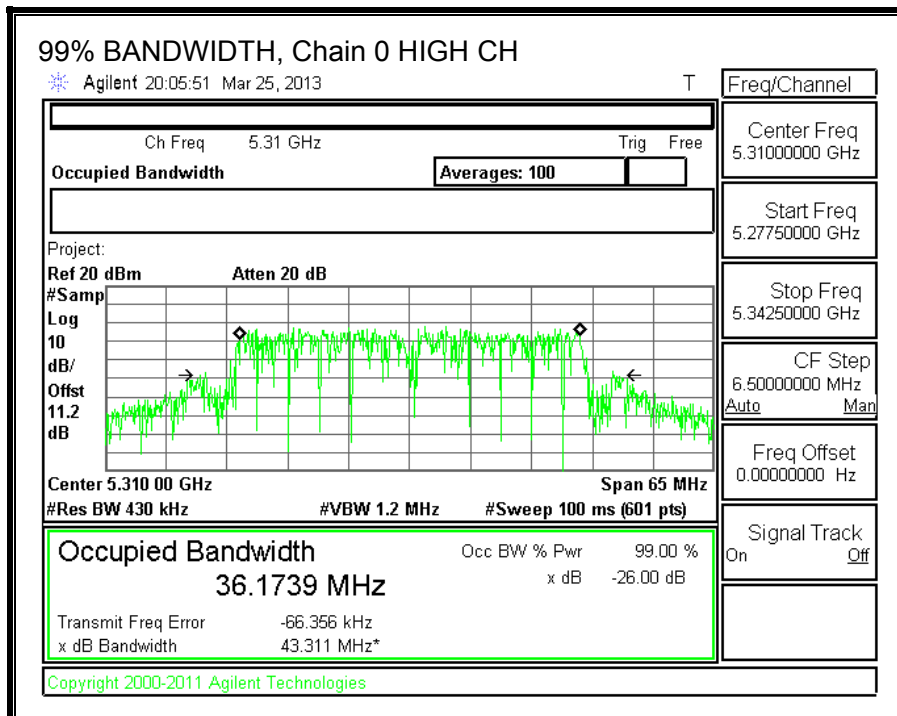 99% BANDWIDTH, Chain 0 HIGH CH
Agilent 20:05:51 Mar 25, 2013 T
Freq/Channel
Ch Freq 5.31 GHz Trig Free
Occupied Bandwidth Averages: 100
Center Freq
5.31000000 GHz
Start Freq
5.27750000 GHz
Stop Freq
5.34250000 GHz
CF Step
6.50000000 MHz
Auto Man
Freq Offset
0.00000000 Hz
Signal Track
On Off
Project:
Ref 20 dBm Atten 20 dB
#Samp
Log
10
dB/
Offst
11.2
dB
Center 5.310 00 GHz Span 65 MHz
#Res BW 430 kHz #VBW 1.2 MHz #Sweep 100 ms (601 pts)
Occupied Bandwidth Occ BW % Pwr 99.00 %
36.1739 MHz x dB -26.00 dB
Transmit Freq Error -66.356 kHz
x dB Bandwidth 43.311 MHz*
Copyright 2000-2011 Agilent Technologies